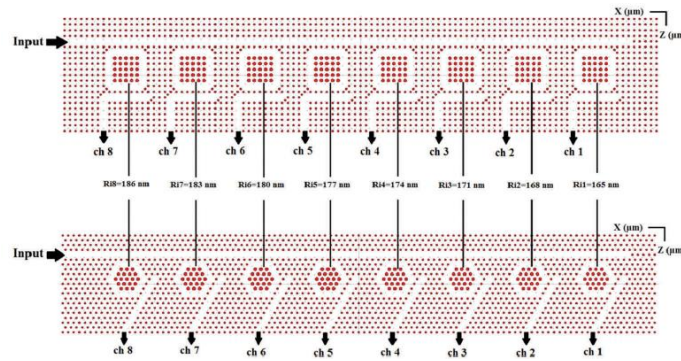 X (µm)
Z (µm)
Input
ch 8 ch 7 ch 6 ch 5 ch 4 ch 3 ch 2 ch 1
Ri8=186 nm Ri7=183 nm Ri6=180 nm Ri5=177 nm Ri4=174 nm Ri3=171 nm Ri2=168 nm Ri1=165 nm
X (µm)
Z (µm)
Input
ch 8 ch 7 ch 6 ch 5 ch 4 ch 3 ch 2 ch 1